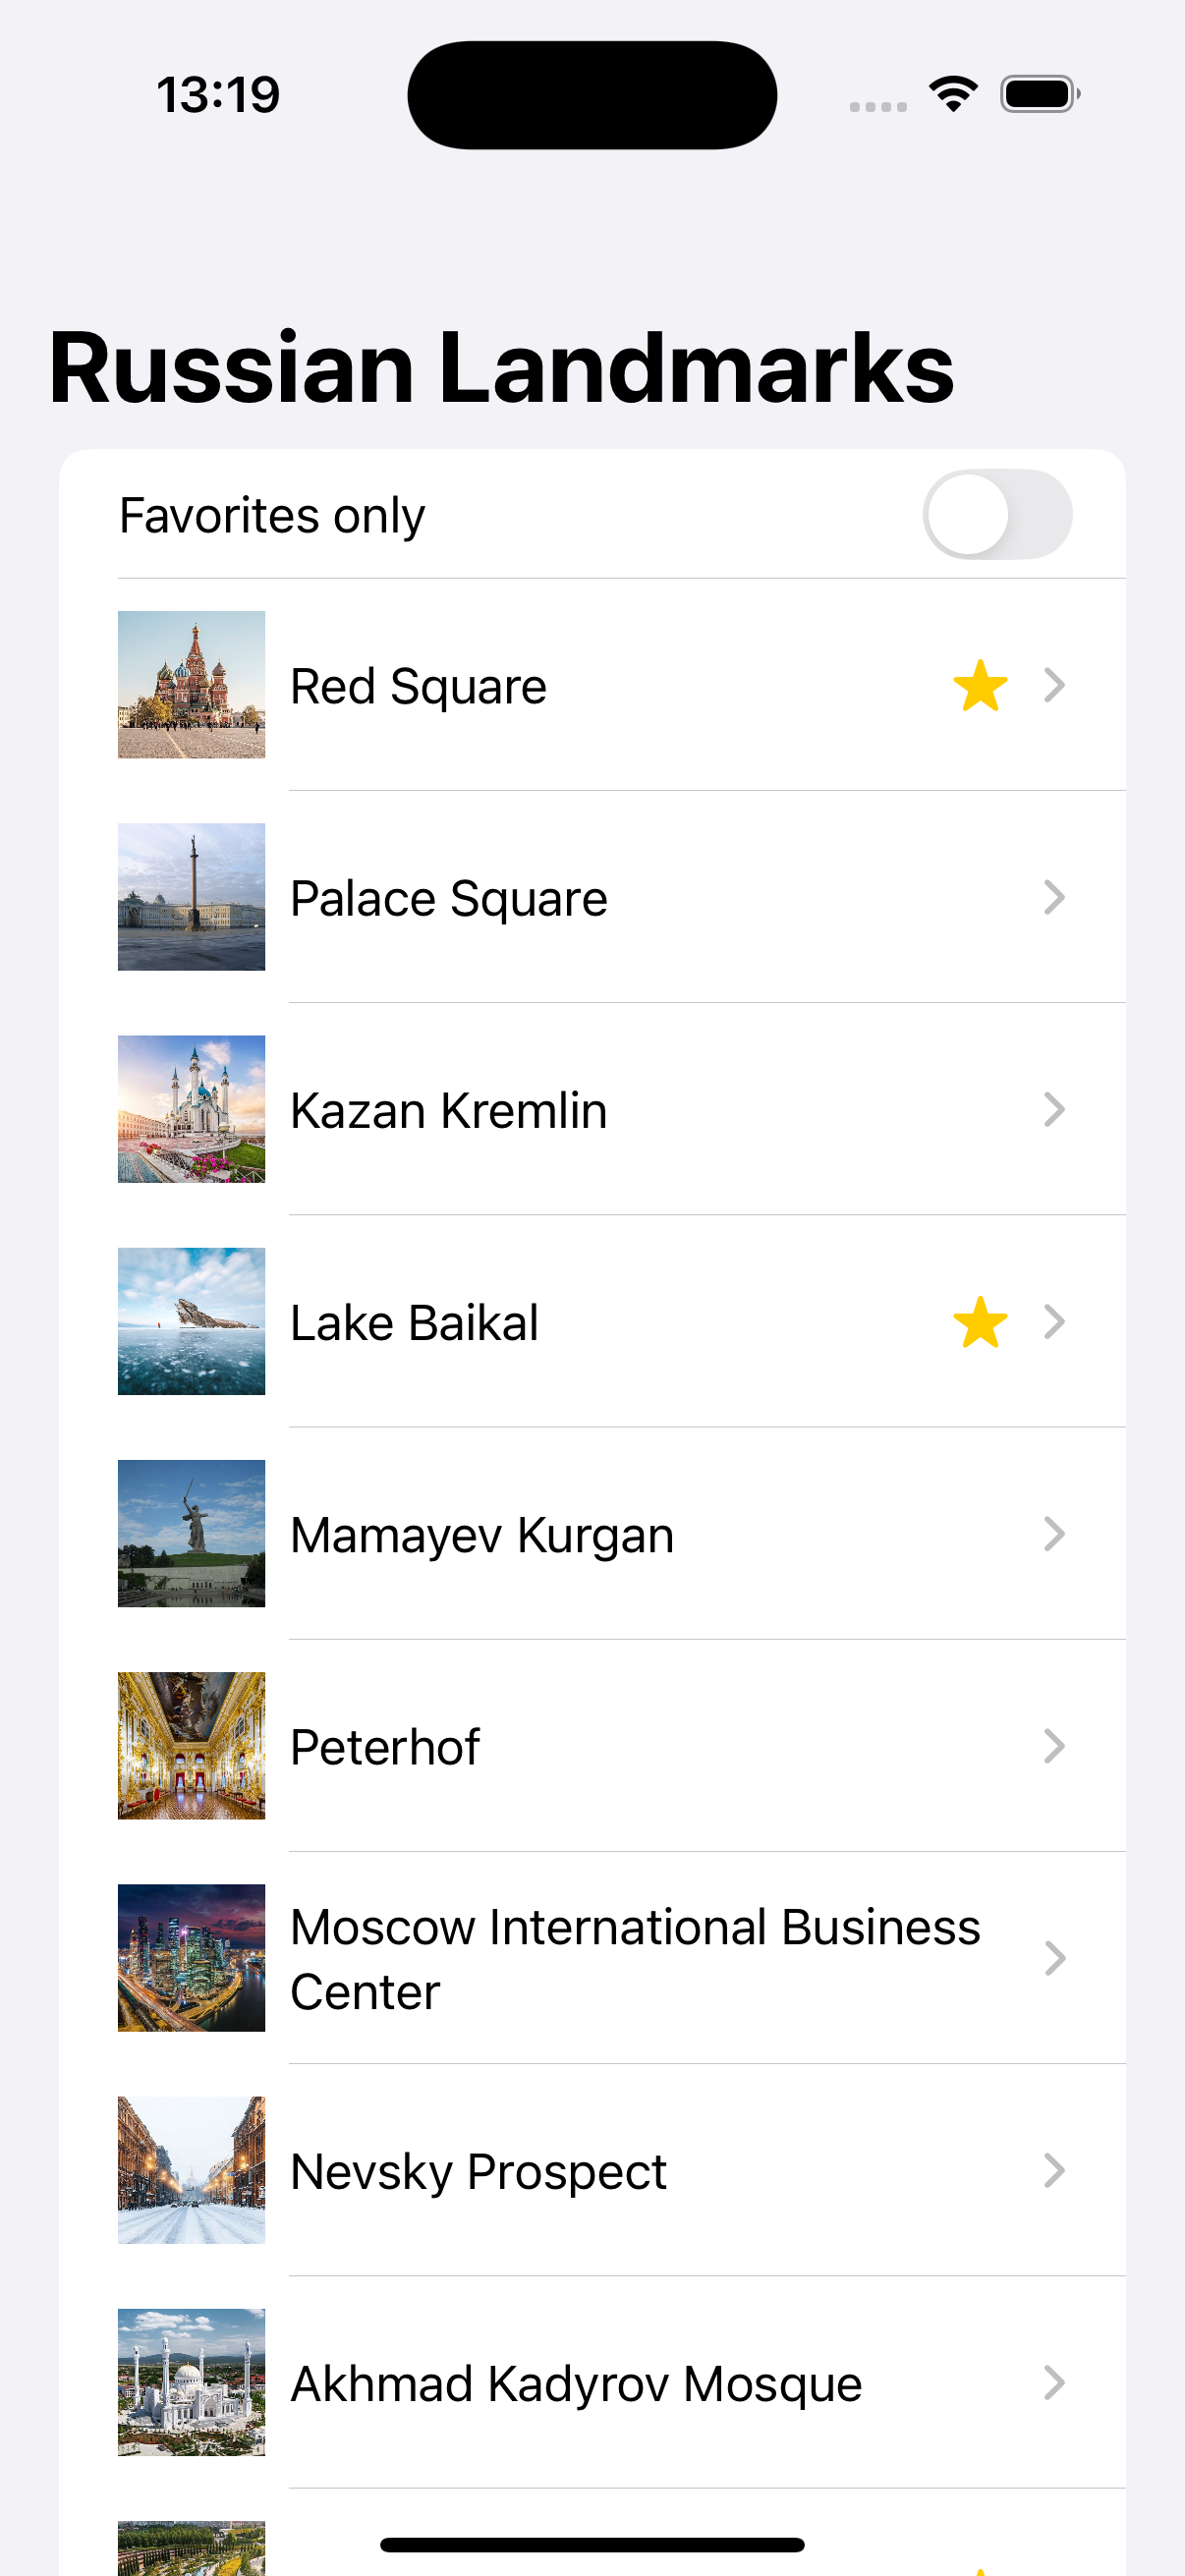 13:19
Russian Landmarks
Favorites only
Red Square
Palace Square
Kazan Kremlin
Lake Baikal
Mamayev Kurgan
Peterhof
Moscow International Business
Center
Nevsky Prospect
Akhmad Kadyrov Mosque